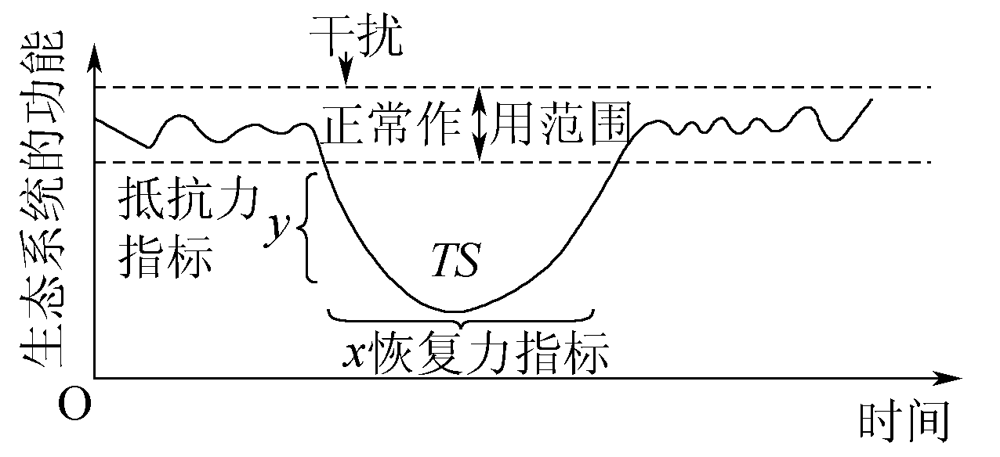 干扰
生态系统的功能
正常作用范围
抵抗力
指标
y
TS
x恢复力指标
O
时间